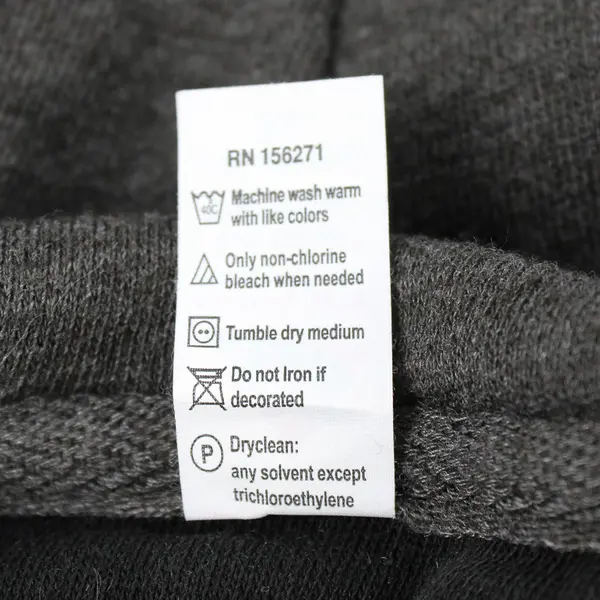 RN 156271
40C
Machine wash warm
with like colors
Only non-chlorine
bleach when needed
Tumble dry medium
Do not Iron if
decorated
P
Dryclean:
any solvent except
trichloroethylene